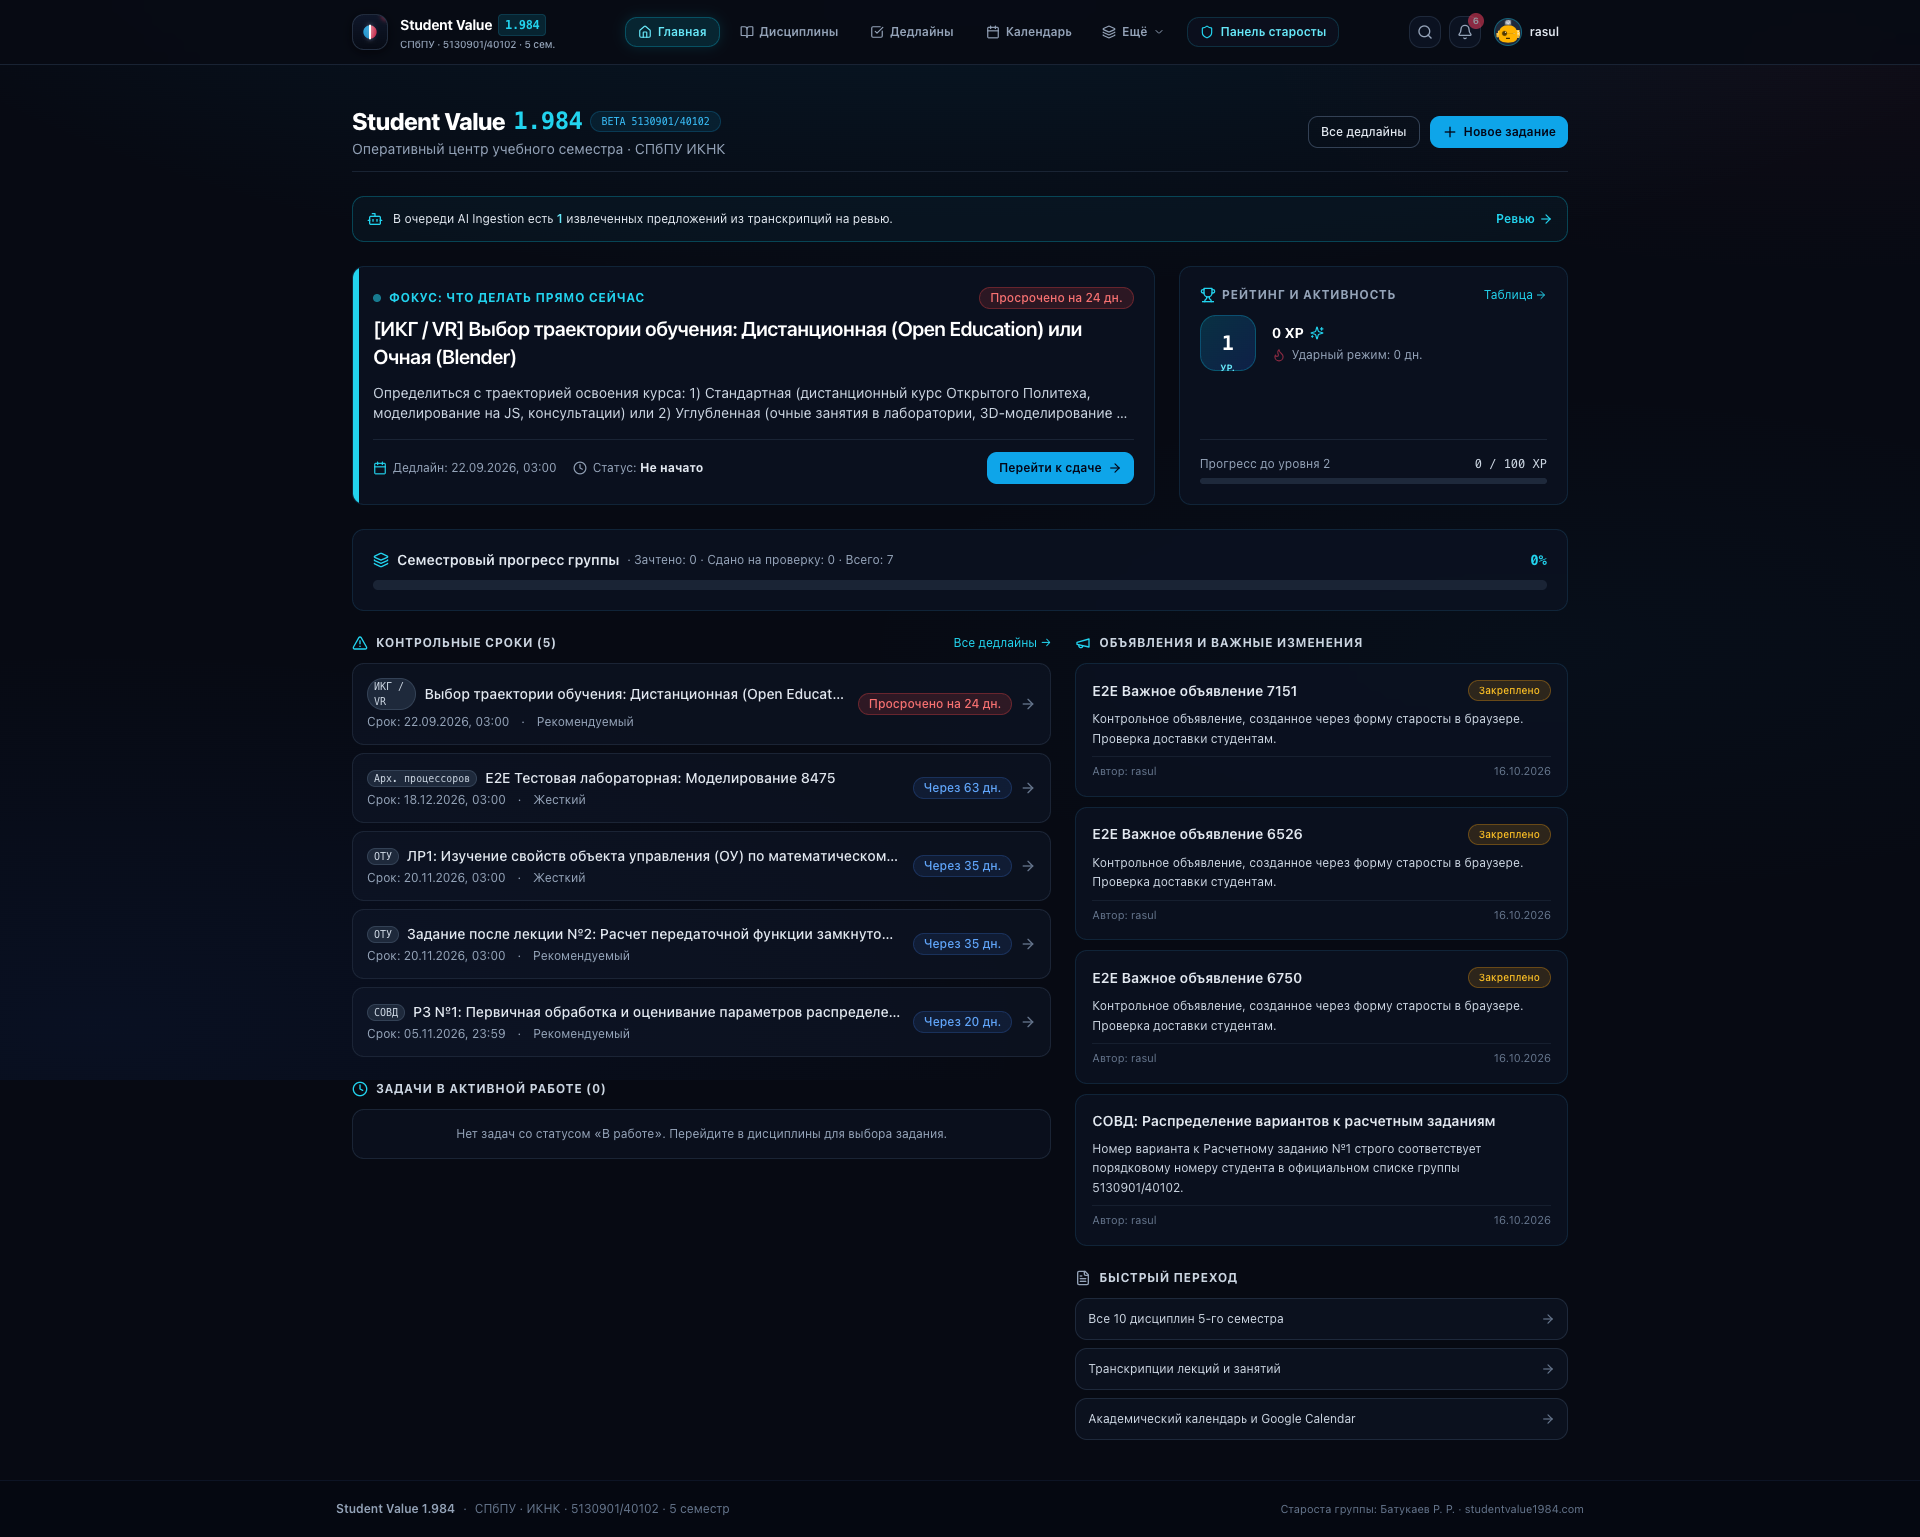 Student Value 1.984
СПбПУ · 5130901/40102 · 5 сем.
Главная
Дисциплины
Дедлайны
Календарь
Ещё
Панель старосты
6
rasul
Student Value 1.984 BETA 5130901/40102
Оперативный центр учебного семестра · СПбПУ ИКНК
Все дедлайны
Новое задание
В очереди AI Ingestion есть 1 извлеченных предложений из транскрипций на ревью.
Ревью
ФОКУС: ЧТО ДЕЛАТЬ ПРЯМО СЕЙЧАС
Просрочено на 24 дн.
[ИКГ / VR] Выбор траектории обучения: Дистанционная (Open Education) или
Очная (Blender)
Определиться с траекторией освоения курса: 1) Стандартная (дистанционный курс Открытого Политеха,
моделирование на JS, консультации) или 2) Углубленная (очные занятия в лаборатории, 3D-моделирование ...
Дедлайн: 22.09.2026, 03:00
Статус: Не начато
Перейти к сдаче
РЕЙТИНГ И АКТИВНОСТЬ
Таблица
1
УР.
0 XP
Ударный режим: 0 дн.
Прогресс до уровня 2
0 / 100 XP
Семестровый прогресс группы · Зачтено: 0 · Сдано на проверку: 0 · Всего: 7
0%
КОНТРОЛЬНЫЕ СРОКИ (5)
Все дедлайны
ИКГ /
VR
Выбор траектории обучения: Дистанционная (Open Educat...
Срок: 22.09.2026, 03:00 · Рекомендуемый
Просрочено на 24 дн.
Арх. процессоров
E2E Тестовая лабораторная: Моделирование 8475
Срок: 18.12.2026, 03:00 · Жесткий
Через 63 дн.
ОТУ
ЛР1: Изучение свойств объекта управления (ОУ) по математическом...
Срок: 20.11.2026, 03:00 · Жесткий
Через 35 дн.
ОТУ
Задание после лекции №2: Расчет передаточной функции замкнуто...
Срок: 20.11.2026, 03:00 · Рекомендуемый
Через 35 дн.
СОВД
РЗ №1: Первичная обработка и оценивание параметров распределе...
Срок: 05.11.2026, 23:59 · Рекомендуемый
Через 20 дн.
ЗАДАЧИ В АКТИВНОЙ РАБОТЕ (0)
Нет задач со статусом «В работе». Перейдите в дисциплины для выбора задания.
ОБЪЯВЛЕНИЯ И ВАЖНЫЕ ИЗМЕНЕНИЯ
E2E Важное объявление 7151
Закреплено
Контрольное объявление, созданное через форму старосты в браузере.
Проверка доставки студентам.
Автор: rasul
16.10.2026
E2E Важное объявление 6526
Закреплено
Контрольное объявление, созданное через форму старосты в браузере.
Проверка доставки студентам.
Автор: rasul
16.10.2026
E2E Важное объявление 6750
Закреплено
Контрольное объявление, созданное через форму старосты в браузере.
Проверка доставки студентам.
Автор: rasul
16.10.2026
СОВД: Распределение вариантов к расчетным заданиям
Номер варианта к Расчетному заданию №1 строго соответствует
порядковому номеру студента в официальном списке группы
5130901/40102.
Автор: rasul
16.10.2026
БЫСТРЫЙ ПЕРЕХОД
Все 10 дисциплин 5-го семестра
Транскрипции лекций и занятий
Академический календарь и Google Calendar
Student Value 1.984 · СПбПУ · ИКНК · 5130901/40102 · 5 семестр
Староста группы: Батукаев Р. Р. · studentvalue1984.com